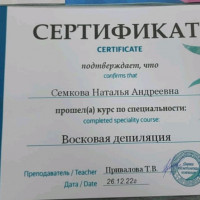 СЕРТИФИКАТ
CERTIFICATE
подтверждает, что
confirms that
Семкова Наталья Андреевна
прошел(а) курс по специальности:
completed speciality course:
Восковая депиляция
Преподаватель / Teacher Привалова Т.В.
Дата / Date 26.12.22г